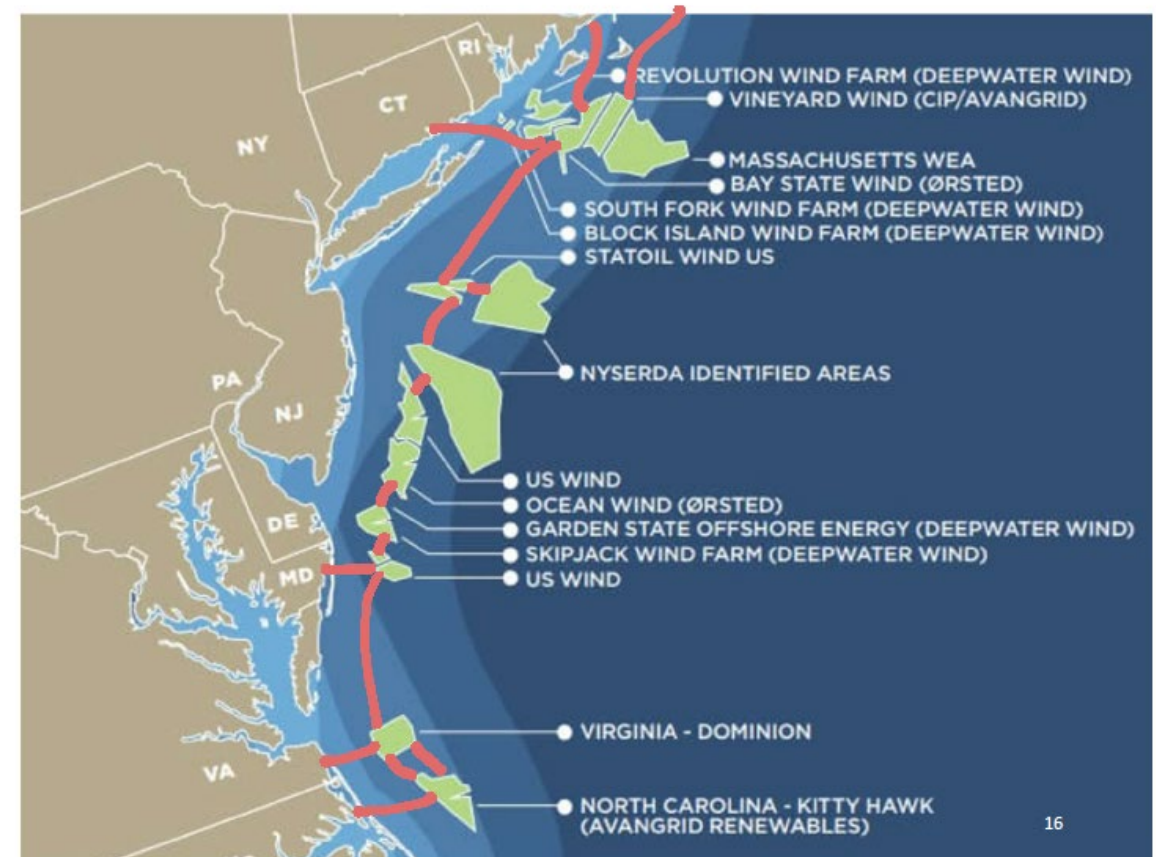 RI
CT
NY
PA
NJ
DE
MD
VA
REVOLUTION WIND FARM (DEEPWATER WIND)
VINEYARD WIND (CIP/AVANGRID)
MASSACHUSETTS WEA
BAY STATE WIND (ØRSTED)
SOUTH FORK WIND FARM (DEEPWATER WIND)
BLOCK ISLAND WIND FARM (DEEPWATER WIND)
STATOIL WIND US
NYSERDA IDENTIFIED AREAS
US WIND
OCEAN WIND (ØRSTED)
GARDEN STATE OFFSHORE ENERGY (DEEPWATER WIND)
SKIPJACK WIND FARM (DEEPWATER WIND)
US WIND
VIRGINIA - DOMINION
NORTH CAROLINA - KITTY HAWK
(AVANGRID RENEWABLES)
16